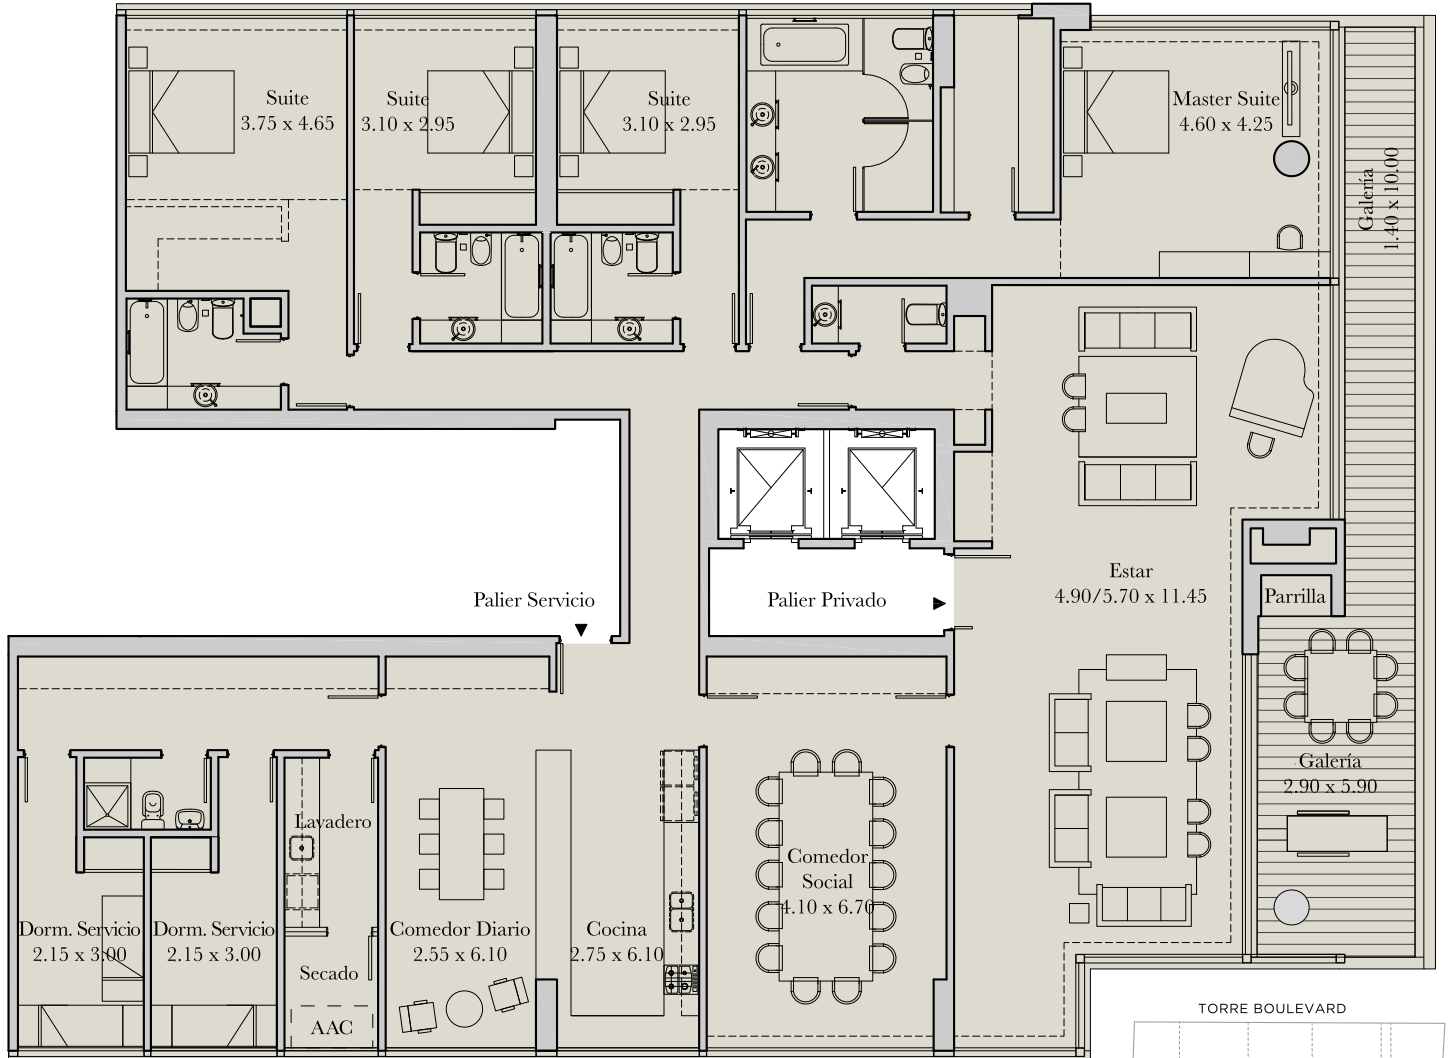 Suite
3.75 x 4.65
Suite
3.10 x 2.95
Suite
3.10 x 2.95
Master Suite
4.60 x 4.25
Galería
1.40 x 10.00
Palier Servicio
Palier Privado
Estar
4.90/5.70 x 11.45
Parrilla
Galería
2.90 x 5.90
Lavadero
Comedor
Social
4.10 x 6.70
Dorm. Servicio
2.15 x 3.00
Dorm. Servicio
2.15 x 3.00
Comedor Diario
2.55 x 6.10
Cocina
2.75 x 6.10
Secado
AAC
TORRE BOULEVARD